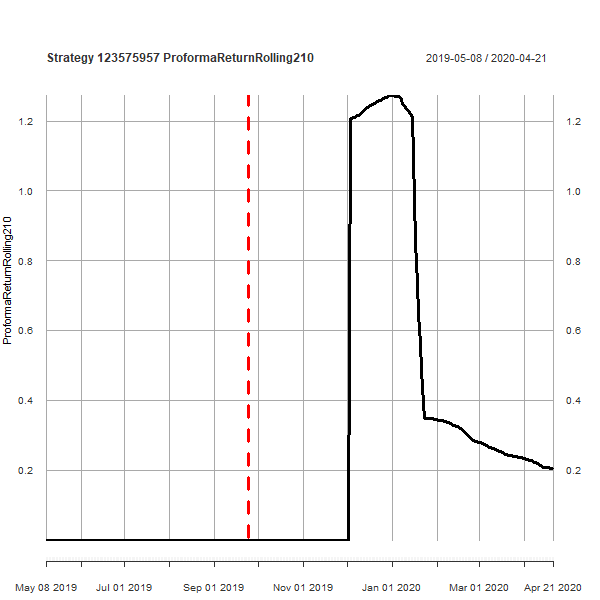 Strategy 123575957 ProformaReturnRolling210
2019-05-08 / 2020-04-21
ProformaReturnRolling210
1.2 1.2
1.0 1.0
0.8 0.8
0.6 0.6
0.4 0.4
0.2 0.2
May 08 2019 Jul 01 2019 Sep 01 2019 Nov 01 2019 Jan 01 2020 Mar 01 2020 Apr 21 2020